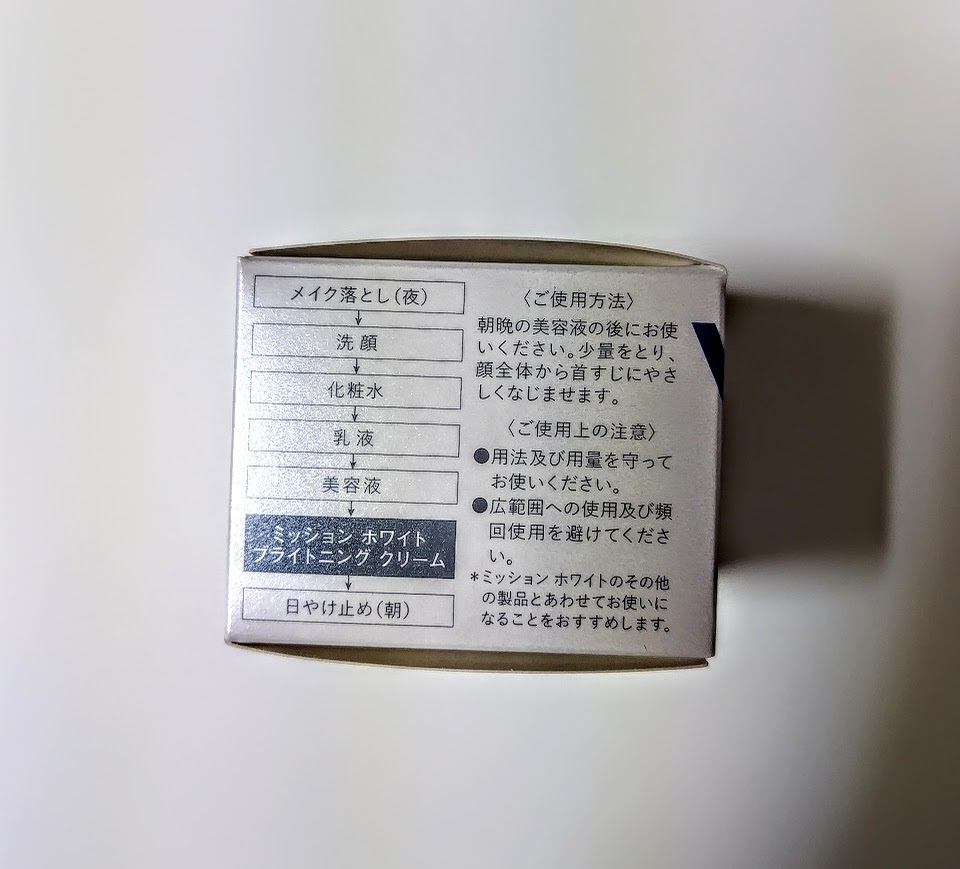 メイク落とし(夜)
洗顔
化粧水
乳液
美容液
ミッション ホワイト
ブライトニング クリーム
日やけ止め(朝)
〈ご使用方法〉
朝晩の美容液の後にお使
いください。少量をとり、
顔全体から首すじにやさ
しくなじませます。
〈ご使用上の注意〉
●用法及び用量を守って
お使いください。
●広範囲への使用及び頻
回使用を避けてくださ
い。
*ミッション ホワイトのその他
の製品とあわせてお使いに
なることをおすすめします。